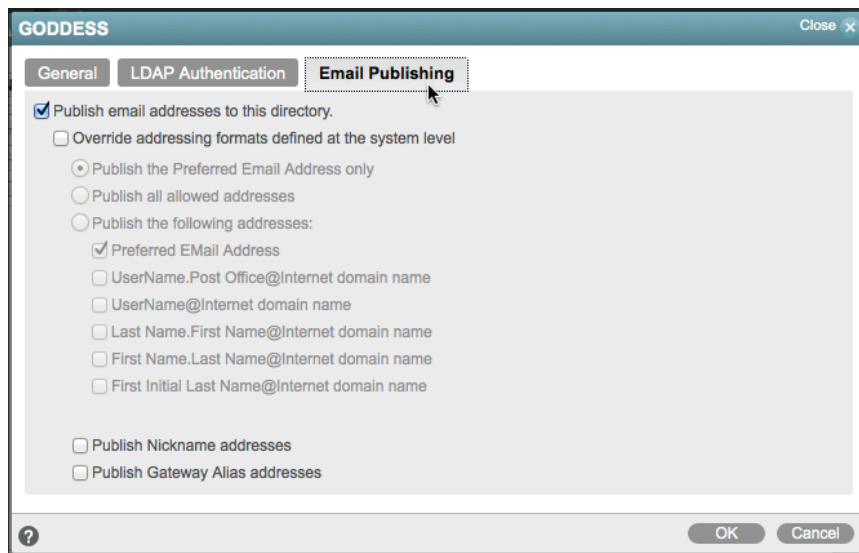 GODDESS
Close x
General LDAP Authentication Email Publishing
Publish email addresses to this directory.
Override addressing formats defined at the system level
Publish the Preferred Email Address only
Publish all allowed addresses
Publish the following addresses:
Preferred EMail Address
UserName.Post Office@Internet domain name
UserName@Internet domain name
Last Name.First Name@Internet domain name
First Name.Last Name@Internet domain name
First Initial Last Name@Internet domain name
Publish Nickname addresses
Publish Gateway Alias addresses
? OK Cancel